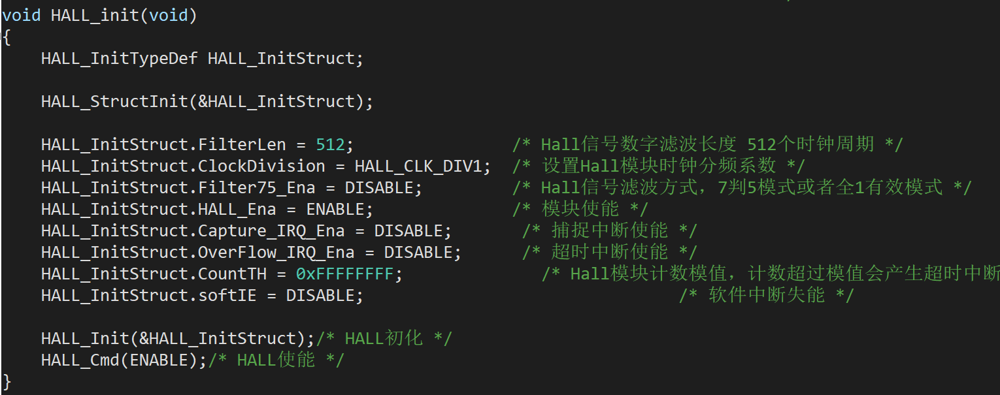 void HALL_init(void)
{
    HALL_InitTypeDef HALL_InitStruct;

    HALL_StructInit(&HALL_InitStruct);

    HALL_InitStruct.FilterLen = 512;                /* Hall信号数字滤波长度 512个时钟周期 */
    HALL_InitStruct.ClockDivision = HALL_CLK_DIV1;  /* 设置Hall模块时钟分频系数 */
    HALL_InitStruct.Filter75_Ena = DISABLE;         /* Hall信号滤波方式，7判5模式或者全1有效模式 */
    HALL_InitStruct.HALL_Ena = ENABLE;              /* 模块使能 */
    HALL_InitStruct.Capture_IRQ_Ena = DISABLE;       /* 捕捉中断使能 */
    HALL_InitStruct.OverFlow_IRQ_Ena = DISABLE;      /* 超时中断使能 */
    HALL_InitStruct.CountTH = 0xFFFFFFFF;              /* Hall模块计数模值，计数超过模值会产生超时中断
    HALL_InitStruct.softIE = DISABLE;                                /* 软件中断失能 */

    HALL_Init(&HALL_InitStruct);/* HALL初化 */
    HALL_Cmd(ENABLE);/* HALL使能 */
}